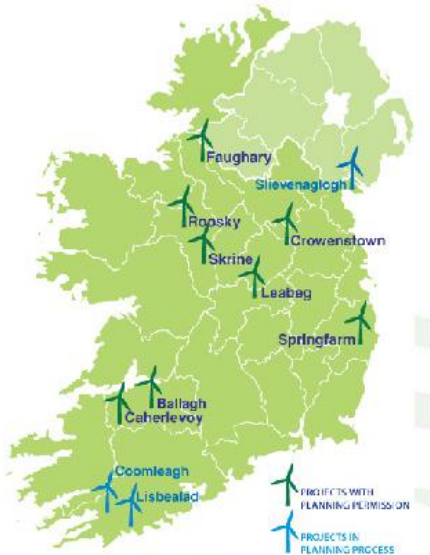 Faughary
Slievenaglogh
Roosky
Crowenstown
Skrine
Leabeg
Springfarm
Ballagh
Caherlevoy
Coomleagh
Lisbealad
PROJECTS WITH
PLANNING PERMISSION
PROJECTS IN
PLANNING PROCESS